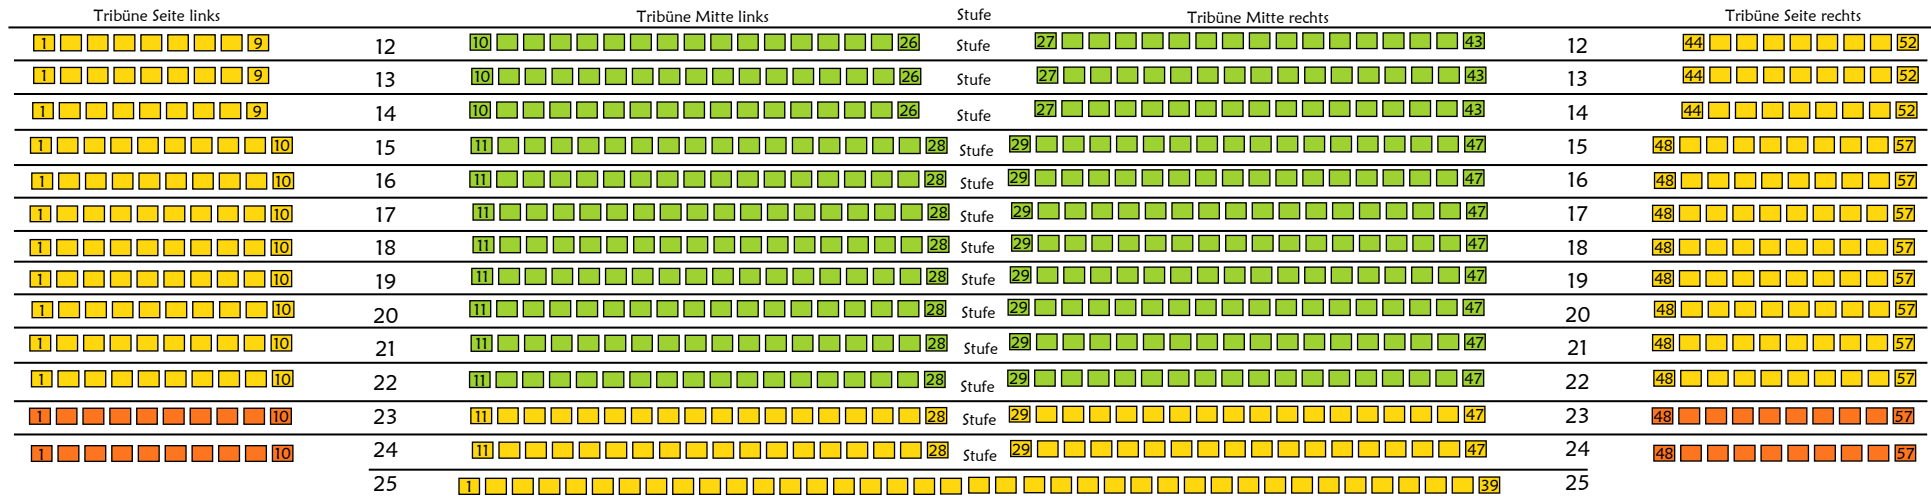 Tribüne Seite links Tribüne Mitte links Stufe Tribüne Mitte rechts Tribüne Seite rechts
1 9 12 10 26 Stufe 27 43 12 44 52
1 9 13 10 26 Stufe 27 43 13 44 52
1 9 14 10 26 Stufe 27 43 14 44 52
1 10 15 11 28 Stufe 29 47 15 48 57
1 10 16 11 28 Stufe 29 47 16 48 57
1 10 17 11 28 Stufe 29 47 17 48 57
1 10 18 11 28 Stufe 29 47 18 48 57
1 10 19 11 28 Stufe 29 47 19 48 57
1 10 20 11 28 Stufe 29 47 20 48 57
1 10 21 11 28 Stufe 29 47 21 48 57
1 10 22 11 28 Stufe 29 47 22 48 57
1 10 23 11 28 Stufe 29 47 23 48 57
1 10 24 11 28 Stufe 29 47 24 48 57
25 1 39 25